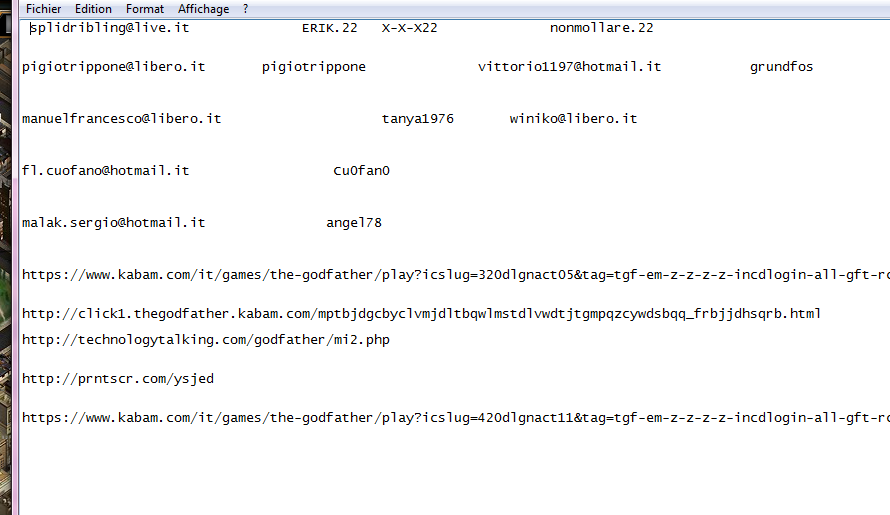 Fichier Edition Format Affichage ?
splidribling@live.it ERIK.22 X-X-X22 nonmollare.22
pigiotrippone@libero.it pigiotrippone vittorio1197@hotmail.it grundfos
manuelfrancesco@libero.it tanya1976 winiko@libero.it
fl.cuofano@hotmail.it Cu0fan0
malak.sergio@hotmail.it angel78
https://www.kabam.com/it/games/the-godfather/play?icslug=320dlgnact05&tag=tgf-em-z-z-z-z-incdlogin-all-gft-
http://click1.thegodfather.kabam.com/mptbjdgcbyclvmjdltbqwlmstdlvwdtjtgmpqzcywdsbqq_frbjjdhsqrb.html
http://technologytalking.com/godfather/mi2.php
http://prntscr.com/ysjed
https://www.kabam.com/it/games/the-godfather/play?icslug=420dlgnact11&tag=tgf-em-z-z-z-z-incdlogin-all-gft-